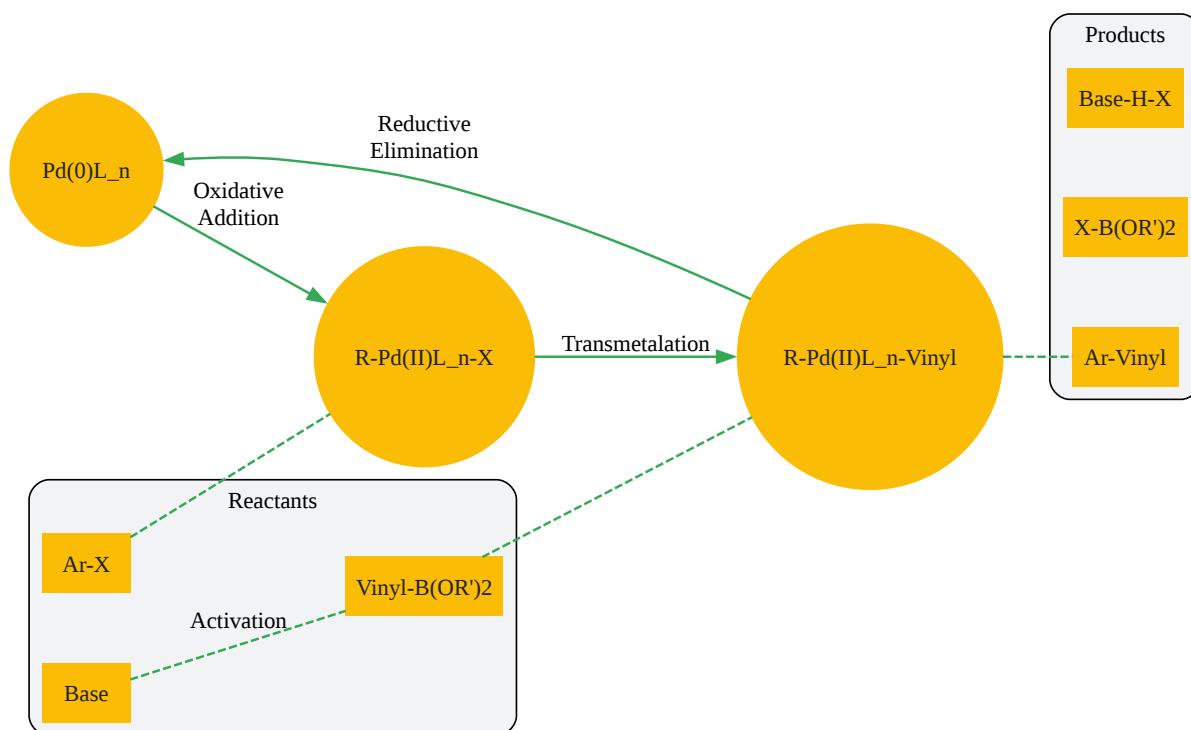 Products
Base-H-X
Reductive
Elimination
Pd(0)L_n
Oxidative
Addition
X-B(OR')2
R-Pd(II)L_n-X
Transmetalation
R-Pd(II)L_n-Vinyl
Ar-Vinyl
Reactants
Ar-X
Vinyl-B(OR')2
Activation
Base